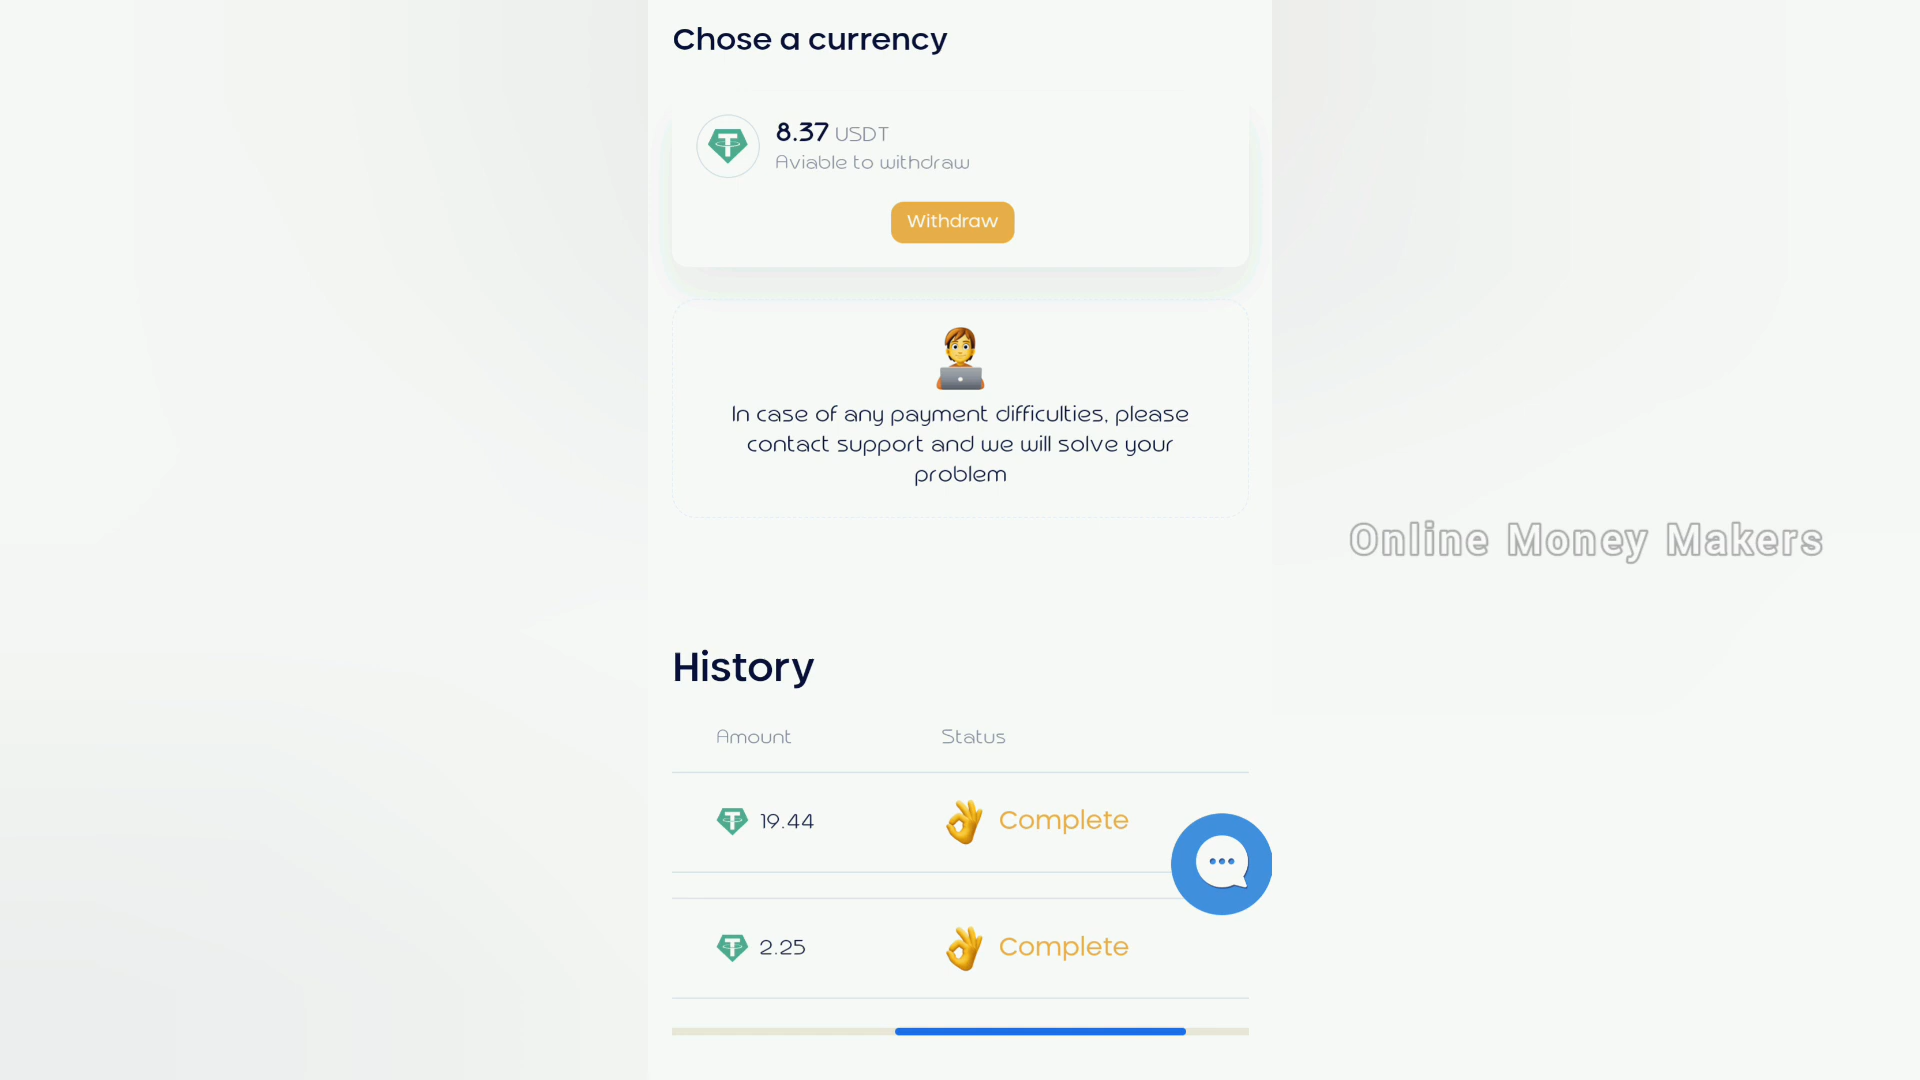 Chose a currency
8.37 USDT
Aviable to withdraw
Withdraw
In case of any payment difficulties, please
contact support and we will solve your
problem
Online Money Makers
History
Amount Status
19.44 Complete
2.25 Complete